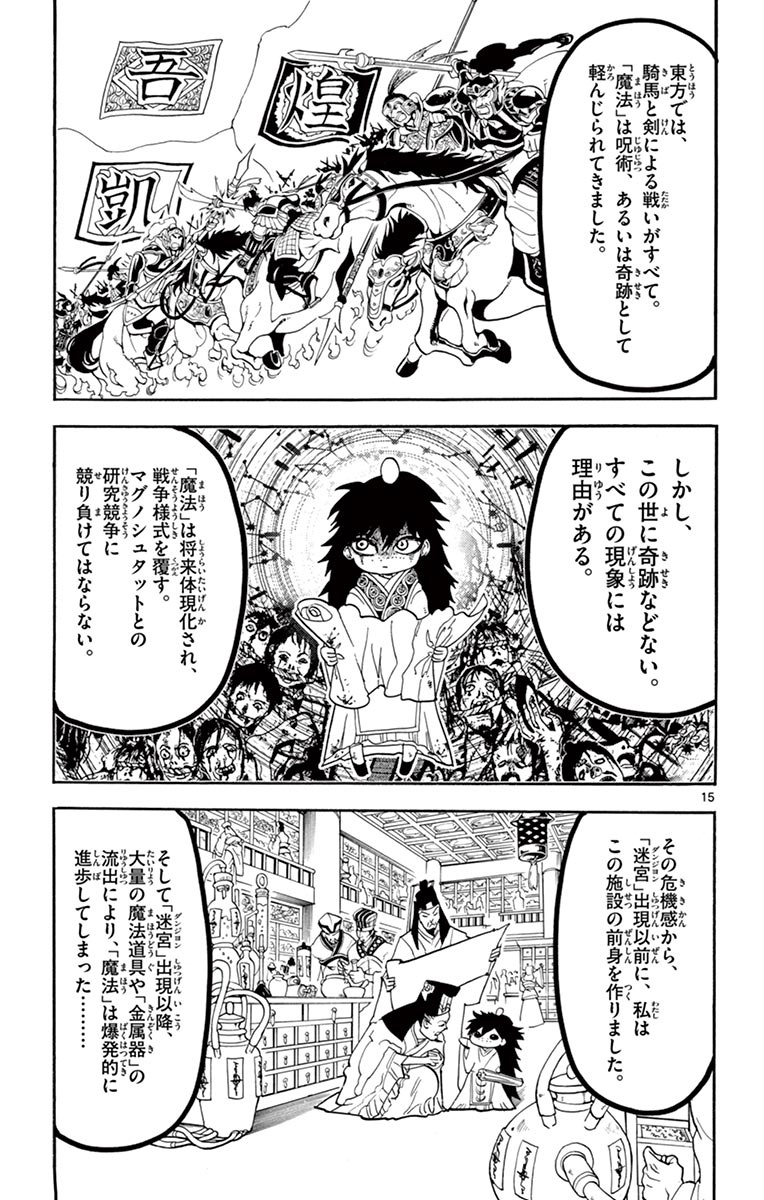 東方では、
騎馬と剣による戦いがすべて。
「魔法」は呪術、あるいは奇跡として
軽んじられてきました。
吾
煌
凱
しかし、
この世に奇跡などない。
すべての現象には
理由がある。
「魔法」は将来体現化され、
戦争様式を覆す。
マグノシュタットとの
研究競争に
競り負けてはならない。
15
その危機感から、
「迷宮」出現以前に、私は
この施設の前身を作りました。
そして「迷宮」出現以降、
大量の魔法道具や「金属器」の
流出により、「魔法」は爆発的に
進歩してしまった………